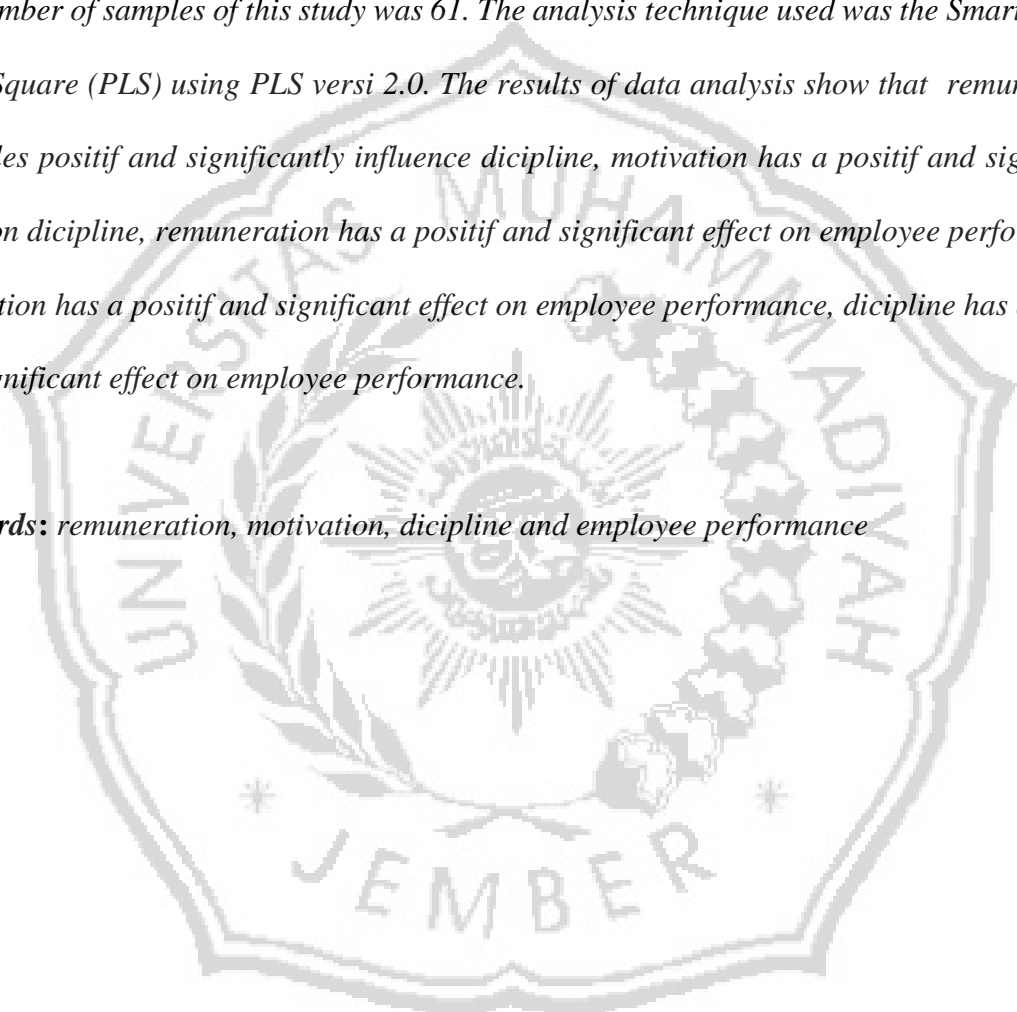 mber of samples of this study was 61. The analysis technique used was the Smart
Square (PLS) using PLS versi 2.0. The results of data analysis show that remun
les positif and significantly influence dicipline, motivation has a positif and sig
on dicipline, remuneration has a positif and significant effect on employee perfo
tion has a positif and significant effect on employee performance, dicipline has
gnificant effect on employee performance.
rds: remuneration, motivation, dicipline and employee performance
UNIVERSITAS MUHAMMADIYAH
JEMBER